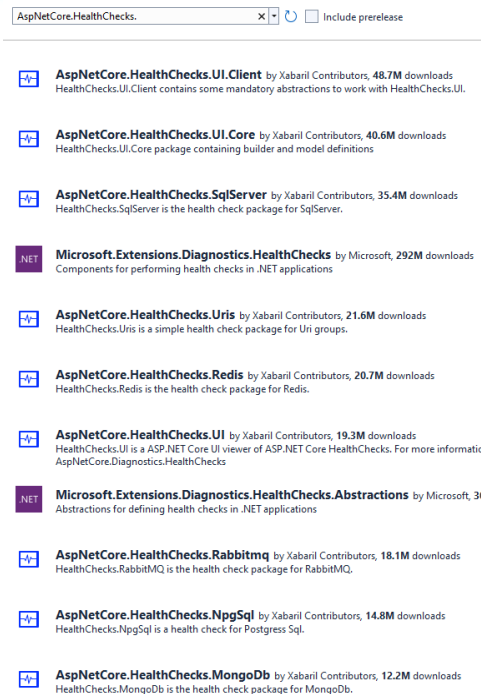 AspNetCore.HealthChecks.
Include prerelease
AspNetCore.HealthChecks.UI.Client by Xabaril Contributors, 48.7M downloads
HealthChecks.UI.Client contains some mandatory abstractions to work with HealthChecks.UI.
AspNetCore.HealthChecks.UI.Core by Xabaril Contributors, 40.6M downloads
HealthChecks.UI.Core package containing builder and model definitions
AspNetCore.HealthChecks.SqlServer by Xabaril Contributors, 35.4M downloads
HealthChecks.SqlServer is the health check package for SqlServer.
.NET
Microsoft.Extensions.Diagnostics.HealthChecks by Microsoft, 292M downloads
Components for performing health checks in .NET applications
AspNetCore.HealthChecks.Uris by Xabaril Contributors, 21.6M downloads
HealthChecks.Uris is a simple health check package for Uri groups.
AspNetCore.HealthChecks.Redis by Xabaril Contributors, 20.7M downloads
HealthChecks.Redis is the health check package for Redis.
AspNetCore.HealthChecks.UI by Xabaril Contributors, 19.3M downloads
HealthChecks.UI is a ASP.NET Core UI viewer of ASP.NET Core HealthChecks. For more informatio
AspNetCore.Diagnostics.HealthChecks
.NET
Microsoft.Extensions.Diagnostics.HealthChecks.Abstractions by Microsoft,
Abstractions for defining health checks in .NET applications
AspNetCore.HealthChecks.Rabbitmq by Xabaril Contributors, 18.1M downloads
HealthChecks.RabbitMQ is the health check package for RabbitMQ.
AspNetCore.HealthChecks.NpgSql by Xabaril Contributors, 14.8M downloads
HealthChecks.NpgSql is a health check for Postgress Sql.
AspNetCore.HealthChecks.MongoDb by Xabaril Contributors, 12.2M downloads
HealthChecks.MongoDb is the health check package for MongoDb.